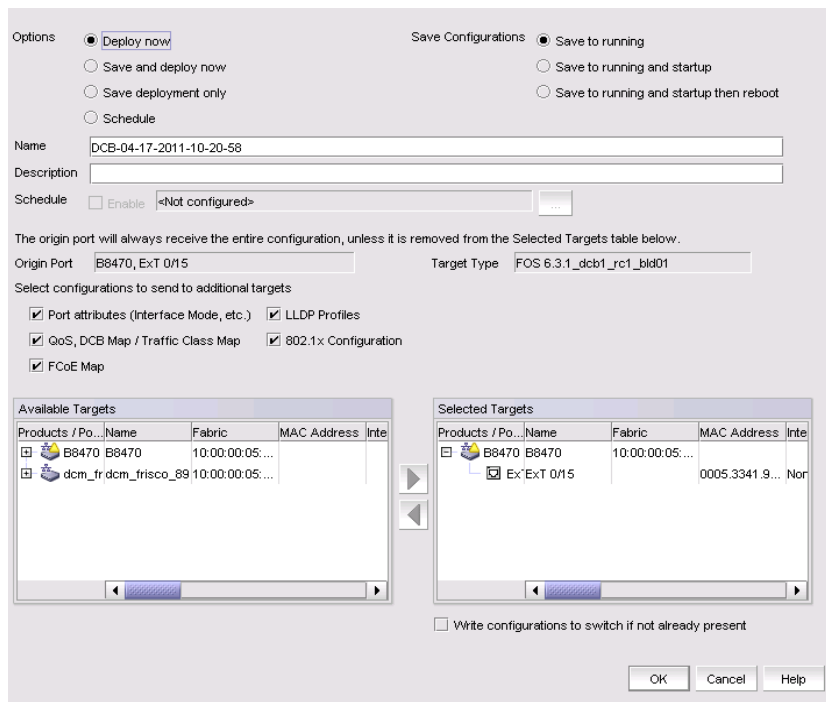 Options
Deploy now
Save and deploy now
Save deployment only
Schedule
Save Configurations
Save to running
Save to running and startup
Save to running and startup then reboot
Name
DCB-04-17-2011-10-20-58
Description
Schedule
Enable
<Not configured>
...
The origin port will always receive the entire configuration, unless it is removed from the Selected Targets table below.
Origin Port
B8470, ExT 0/15
Target Type
FOS 6.3.1_dcb1_rc1_bld01
Select configurations to send to additional targets
Port attributes (Interface Mode, etc.)
LLDP Profiles
QoS, DCB Map / Traffic Class Map
802.1x Configuration
FCoE Map
Available Targets
Products / Po... Name Fabric MAC Address Inte
B8470 B8470 10:00:00:05:...
dcm_fr dcm_frisco_89 10:00:00:05:...
Selected Targets
Products / Po... Name Fabric MAC Address Inte
B8470 B8470 10:00:00:05:...
ExT ExT 0/15 0005.3341.9... Nor
Write configurations to switch if not already present
OK
Cancel
Help